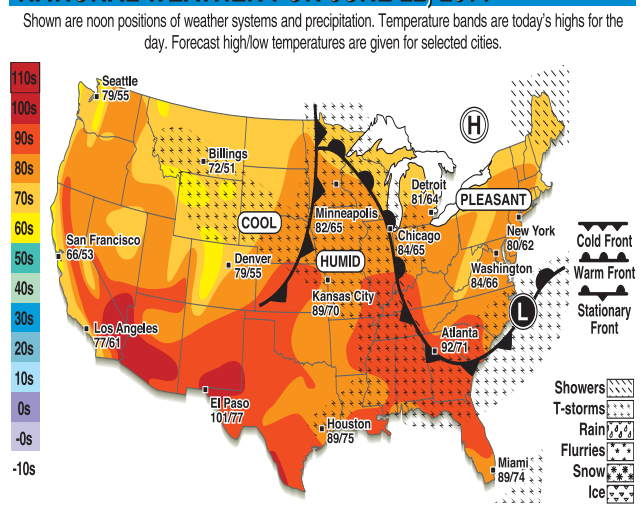 Shown are noon positions of weather systems and precipitation. Temperature bands are today's highs for the
day. Forecast high/low temperatures are given for selected cities.
110s
100s
90s
80s
70s
60s
50s
40s
30s
20s
10s
0s
-0s
-10s
Seattle
79/55
Billings
72/51
San Francisco
66/53
Los Angeles
77/61
Denver
79/55
El Paso
101/77
Houston
89/75
Kansas City
89/70
Minneapolis
82/65
Chicago
84/65
Detroit
81/64
New York
80/62
Washington
84/66
Atlanta
92/71
Miami
89/74
COOL
HUMID
PLEASANT
H
L
Cold Front
Warm Front
Stationary
Front
Showers
T-storms
Rain
Flurries
Snow
Ice